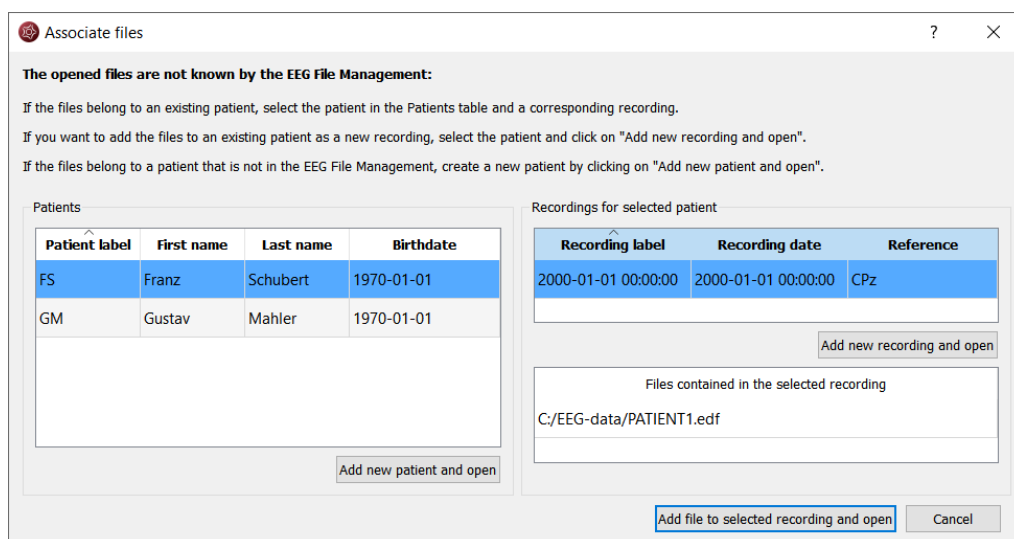 Associate files
?
The opened files are not known by the EEG File Management:
If the files belong to an existing patient, select the patient in the Patients table and a corresponding recording.
If you want to add the files to an existing patient as a new recording, select the patient and click on "Add new recording and open".
If the files belong to a patient that is not in the EEG File Management, create a new patient by clicking on "Add new patient and open".
Patients
Patient label First name Last name Birthdate
FS Franz Schubert 1970-01-01
GM Gustav Mahler 1970-01-01
Add new patient and open
Recordings for selected patient
Recording label Recording date Reference
2000-01-01 00:00:00 2000-01-01 00:00:00 CPz
Add new recording and open
Files contained in the selected recording
C:/EEG-data/PATIENT1.edf
Add file to selected recording and open
Cancel